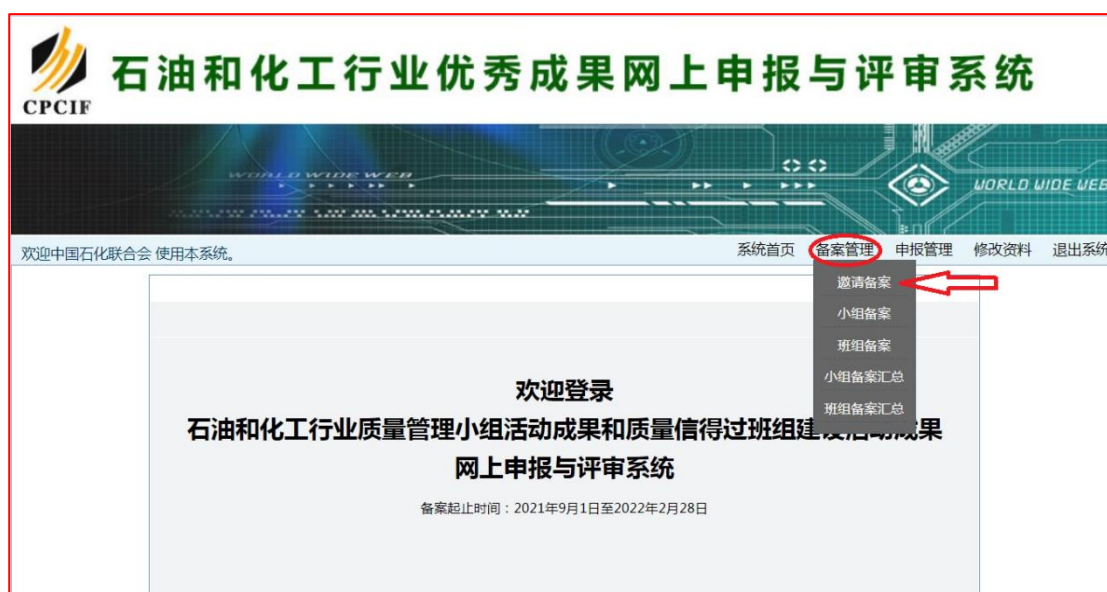 石油和化工行业优秀成果网上申报与评审系统
CPCIF
WORLD WIDE WEB
WORLD WIDE WEB
欢迎中国石化联合会 使用本系统。
系统首页 备案管理 申报管理 修改资料 退出系统
邀请备案
小组备案
班组备案
小组备案汇总
班组备案汇总
欢迎登录
石油和化工行业质量管理小组活动成果和质量信得过班组建设活动成果
网上申报与评审系统
备案起止时间：2021年9月1日至2022年2月28日